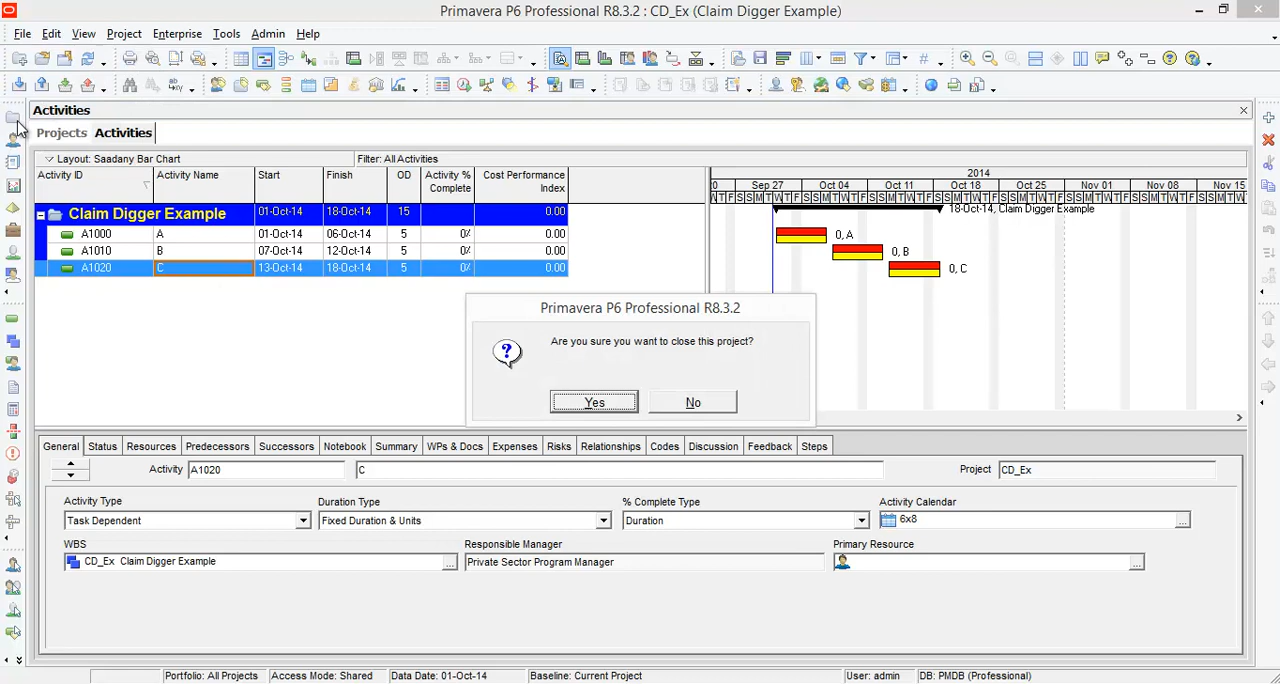 Primavera P6 Professional R8.3.2 : CD_Ex (Claim Digger Example)
File Edit View Project Enterprise Tools Admin Help
Activities
Projects Activities
Layout: Saadany Bar Chart Filter: All Activities
Activity ID Activity Name Start Finish OD Activity % Complete Cost Performance Index
2014
Sep 27 Oct 04 Oct 11 Oct 18 Oct 25 Nov 01 Nov 08 Nov 15
Claim Digger Example 01-Oct-14 18-Oct-14 15 0.00
18-Oct-14, Claim Digger Example
A1000 A 01-Oct-14 06-Oct-14 5 0% 0.00
0, A
A1010 B 07-Oct-14 12-Oct-14 5 0% 0.00
0, B
A1020 C 13-Oct-14 18-Oct-14 5 0% 0.00
0, C
Primavera P6 Professional R8.3.2
Are you sure you want to close this project?
Yes No
General Status Resources Predecessors Successors Notebook Summary WPs & Docs Expenses Risks Relationships Codes Discussion Feedback Steps
Activity A1020 C Project CD_Ex
Activity Type Duration Type % Complete Type Activity Calendar
Task Dependent Fixed Duration & Units Duration 6x8
WBS Responsible Manager Primary Resource
CD_Ex Claim Digger Example Private Sector Program Manager
Portfolio: All Projects Access Mode: Shared Data Date: 01-Oct-14 Baseline: Current Project User: admin DB: PMDB (Professional)